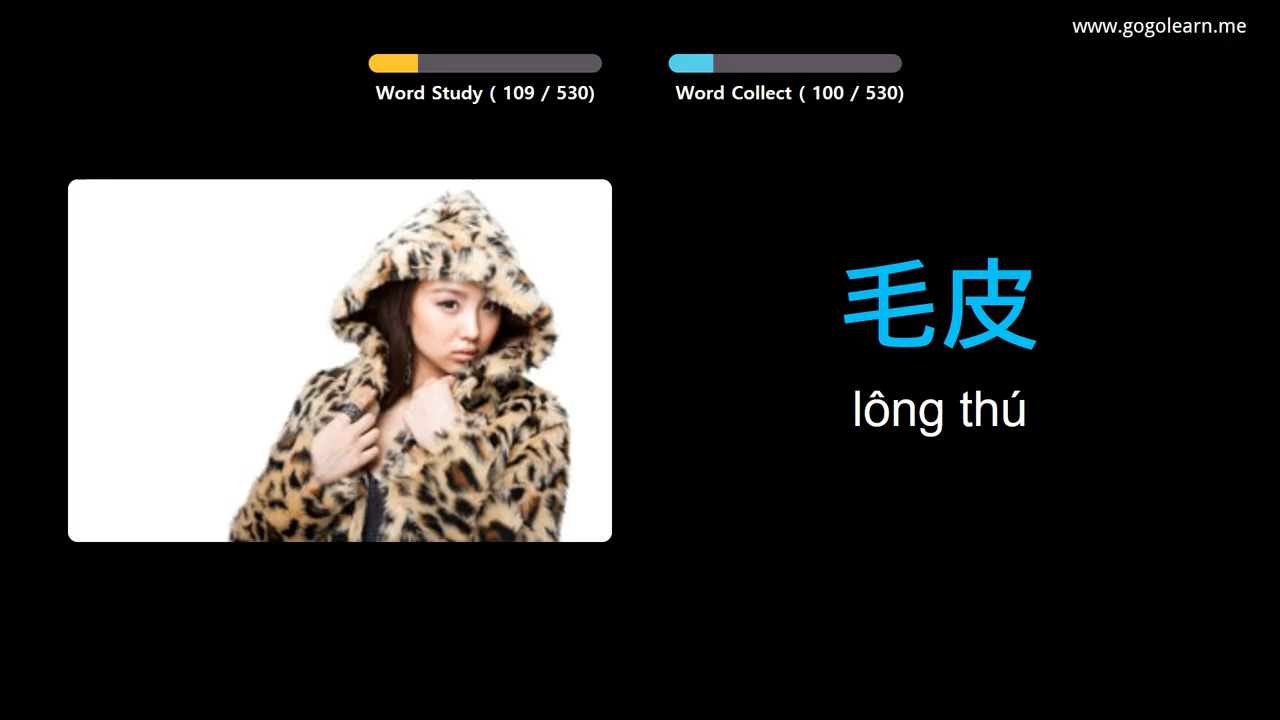 www.gogolearn.me
Word Study ( 109 / 530)
Word Collect ( 100 / 530)
毛皮
lông thú